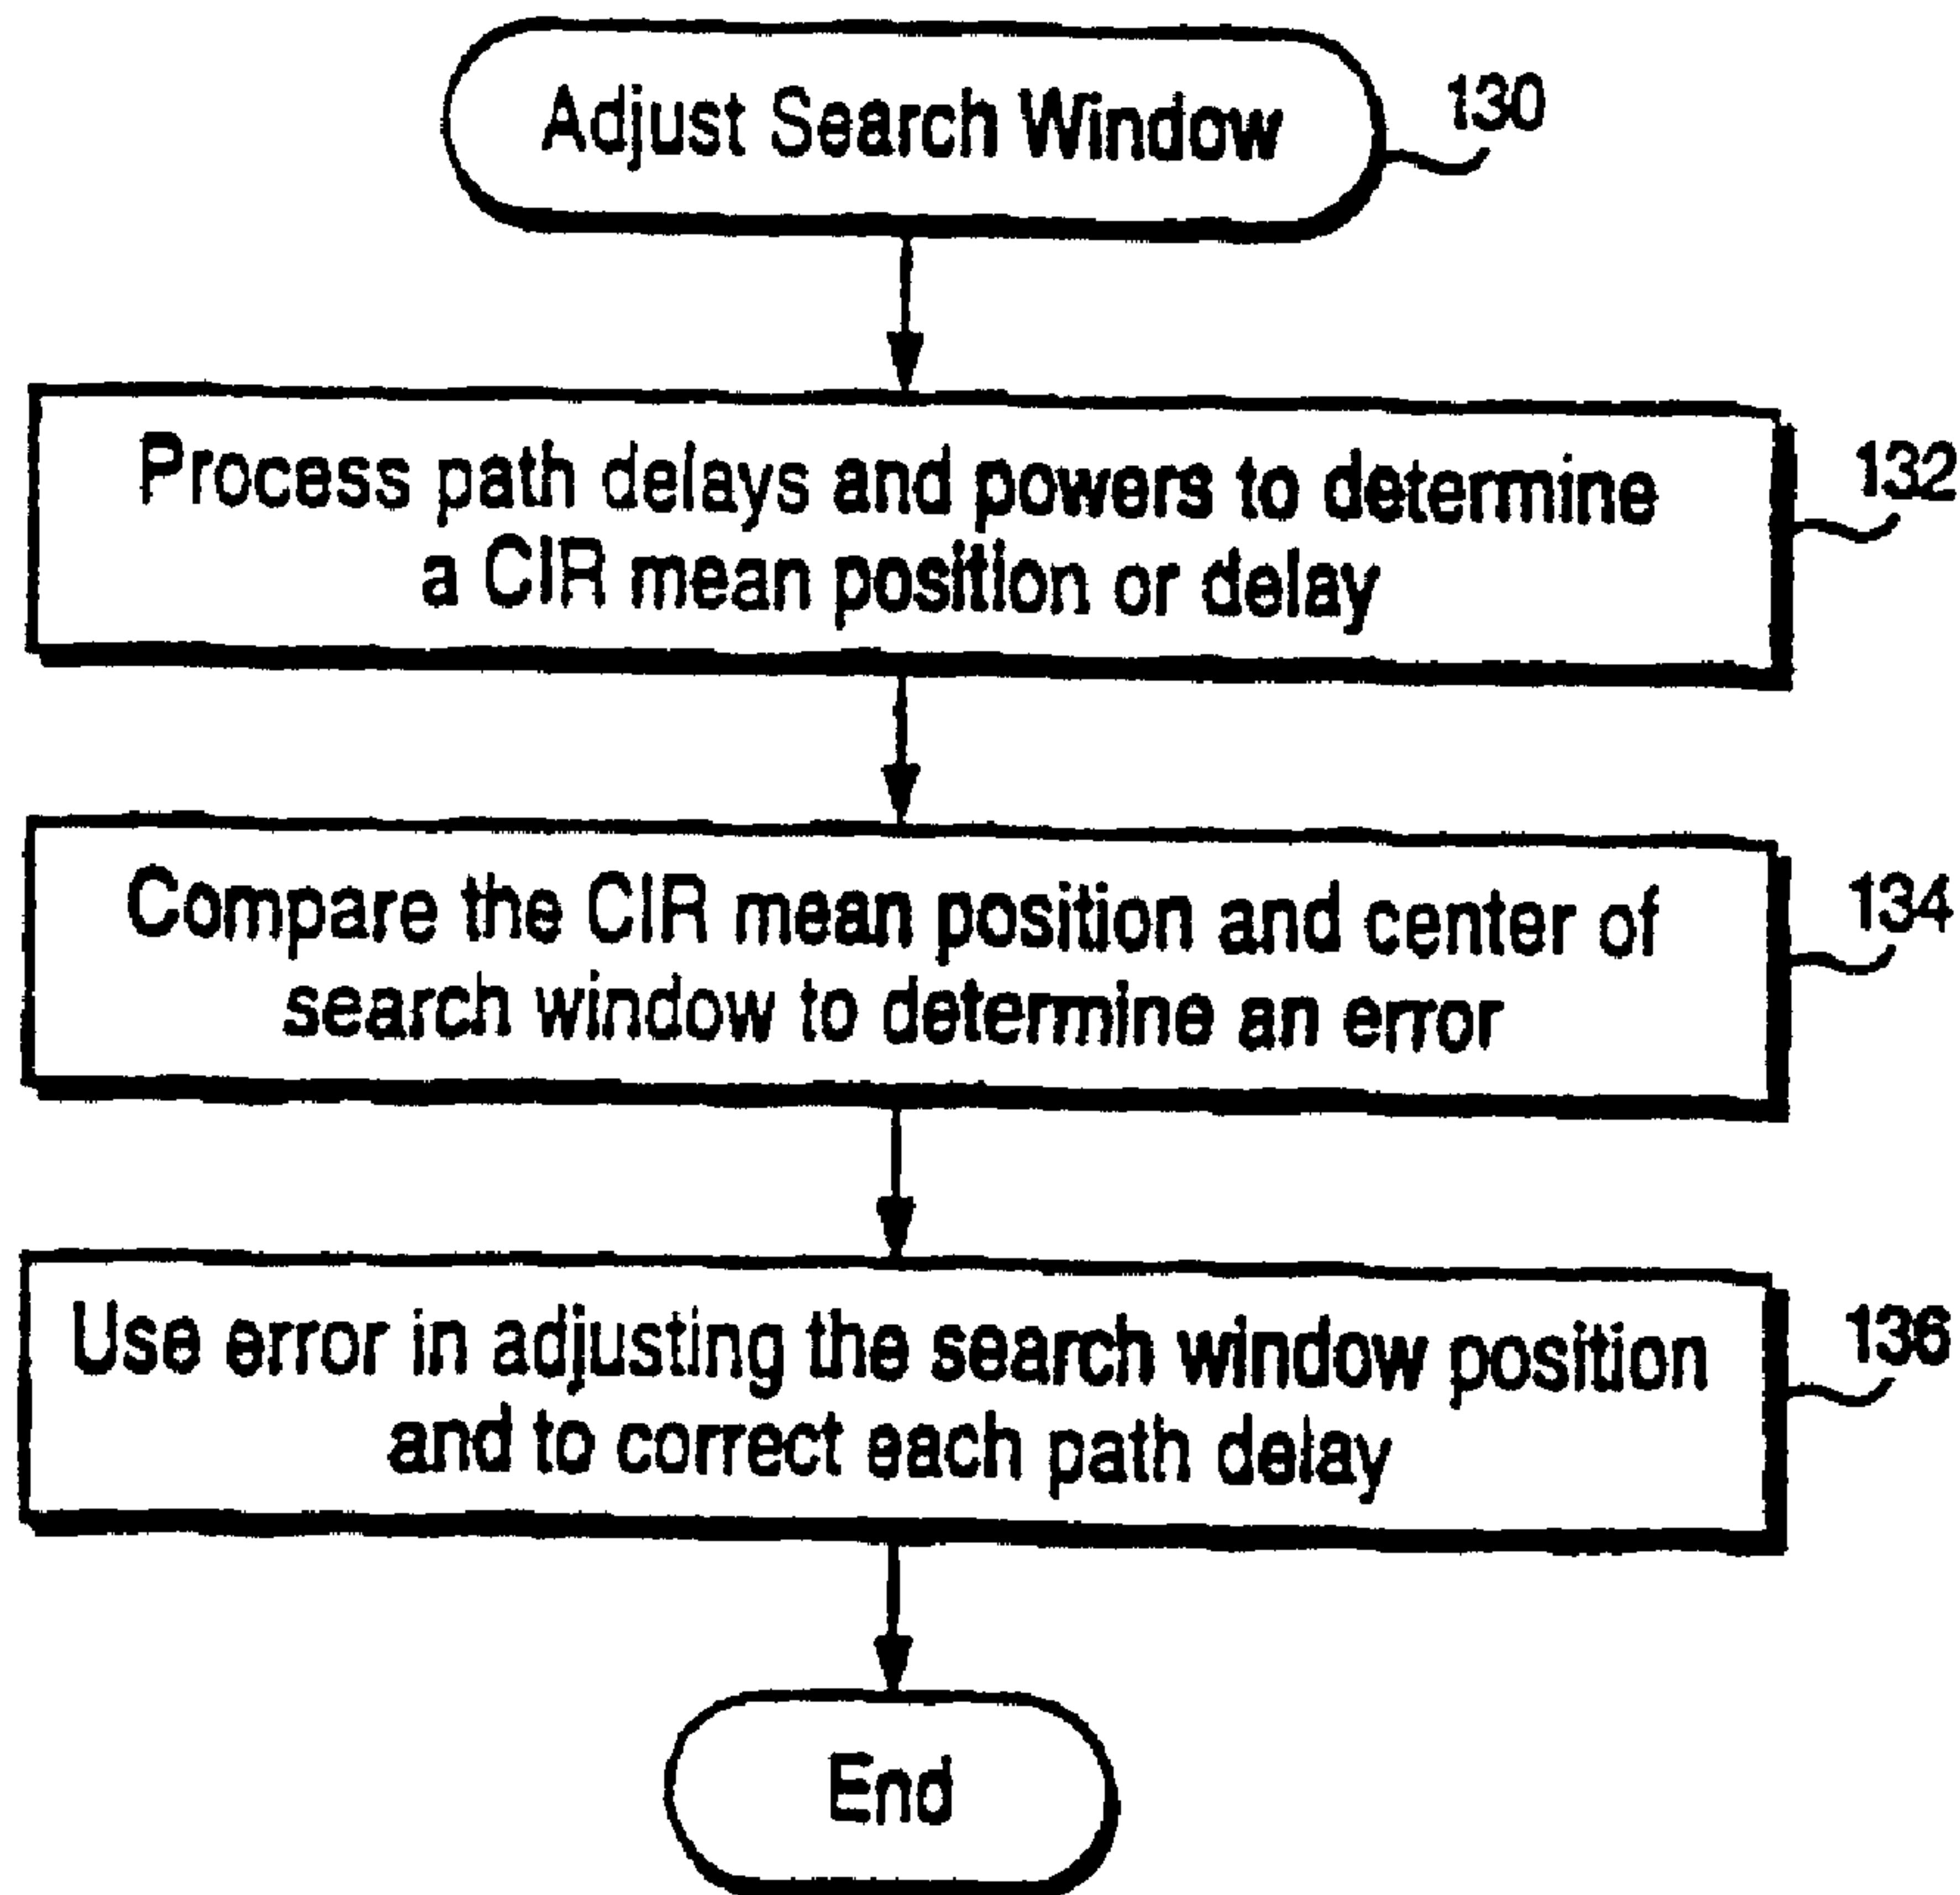 Adjust Search Window
130
Process path delays and powers to determine
a CIR mean position or delay
132
Compare the CIR mean position and center of
search window to determine an error
134
Use error in adjusting the search window position
and to correct each path delay
136
End